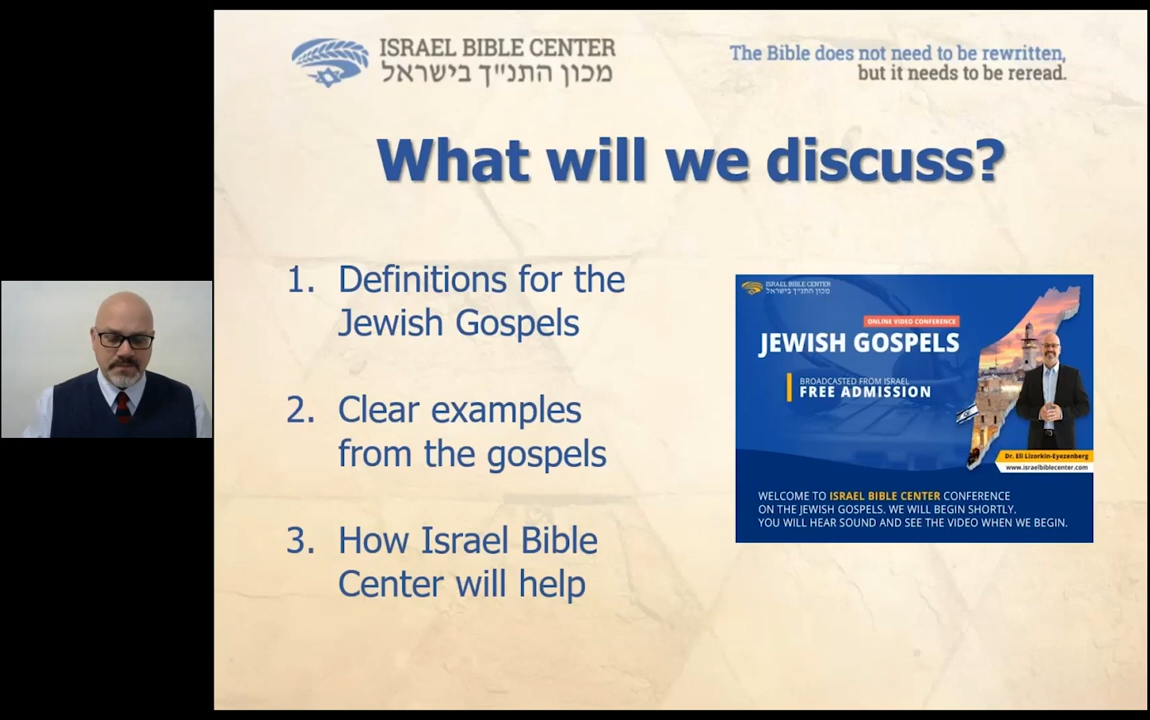 ISRAEL BIBLE CENTER
מכון התנ״ך בישראל
The Bible does not need to be rewritten,
but it needs to be reread.
What will we discuss?
1. Definitions for the
Jewish Gospels
2. Clear examples
from the gospels
3. How Israel Bible
Center will help
ISRAEL BIBLE CENTER
מכון התנ״ך בישראל
ONLINE VIDEO CONFERENCE
JEWISH GOSPELS
BROADCASTED FROM ISRAEL
FREE ADMISSION
Dr. Eli Lizorkin-Eyzenberg
www.israelbiblecenter.com
WELCOME TO ISRAEL BIBLE CENTER CONFERENCE
ON THE JEWISH GOSPELS. WE WILL BEGIN SHORTLY.
YOU WILL HEAR SOUND AND SEE THE VIDEO WHEN WE BEGIN.